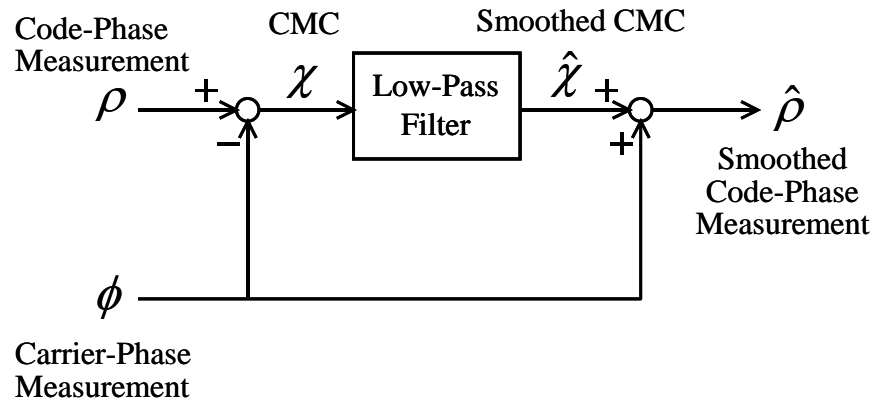 Code-Phase
Measurement
CMC
Smoothed CMC
ρ
+
χ
Low-Pass
Filter
χ̂
+
ρ̂
−
+
Smoothed
Code-Phase
Measurement
ϕ
Carrier-Phase
Measurement